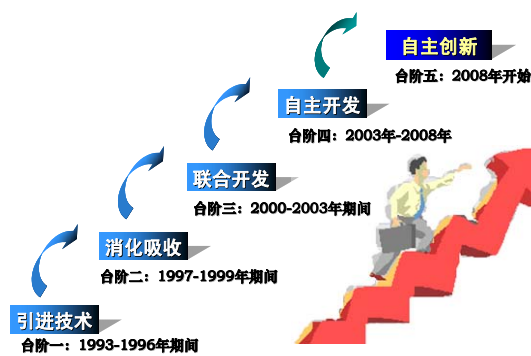 自主创新
台阶五：2008年开始
自主开发
台阶四：2003年-2008年
联合开发
台阶三：2000-2003年期间
消化吸收
台阶二：1997-1999年期间
引进技术
台阶一：1993-1996年期间